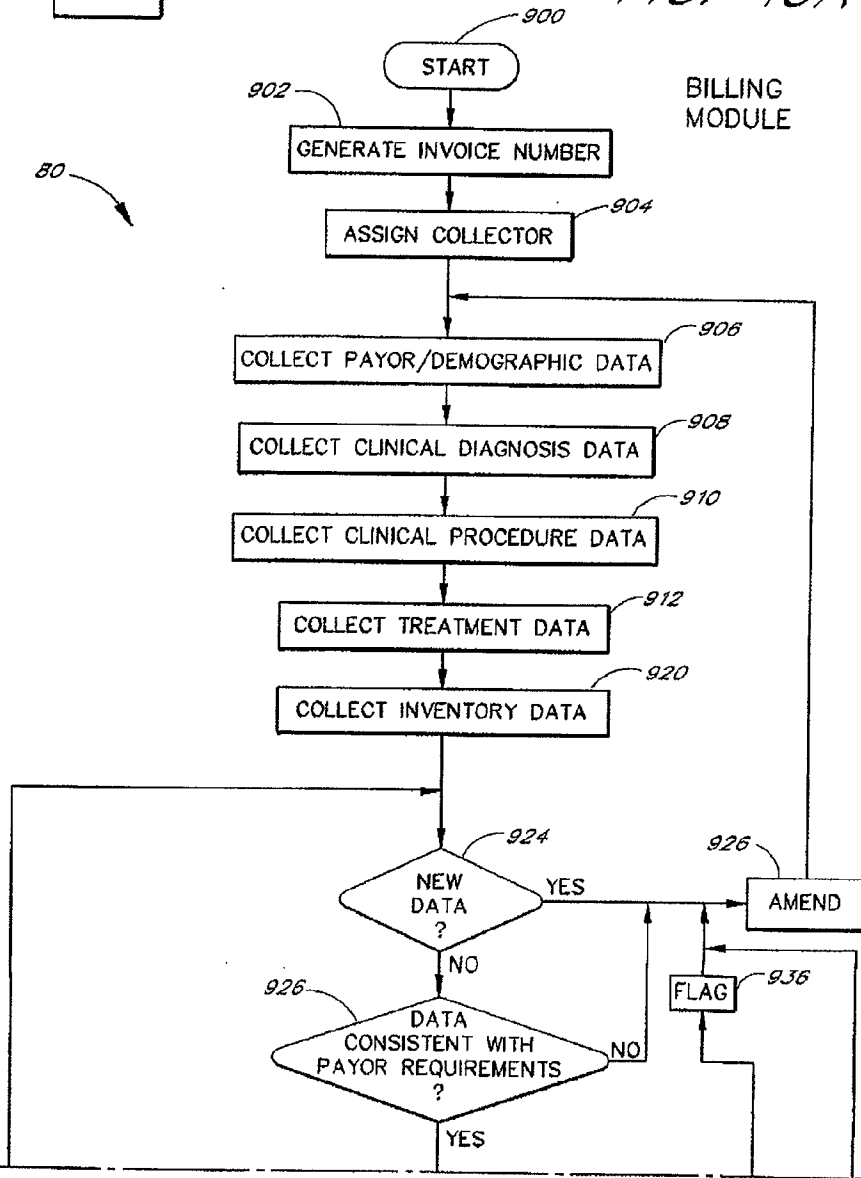 900
START
BILLING
MODULE
902
GENERATE INVOICE NUMBER
80
904
ASSIGN COLLECTOR
906
COLLECT PAYOR/DEMOGRAPHIC DATA
908
COLLECT CLINICAL DIAGNOSIS DATA
910
COLLECT CLINICAL PROCEDURE DATA
912
COLLECT TREATMENT DATA
920
COLLECT INVENTORY DATA
924
926
NEW
DATA
?
YES
AMEND
NO
926
936
FLAG
DATA
CONSISTENT WITH
PAYOR REQUIREMENTS
?
NO
YES